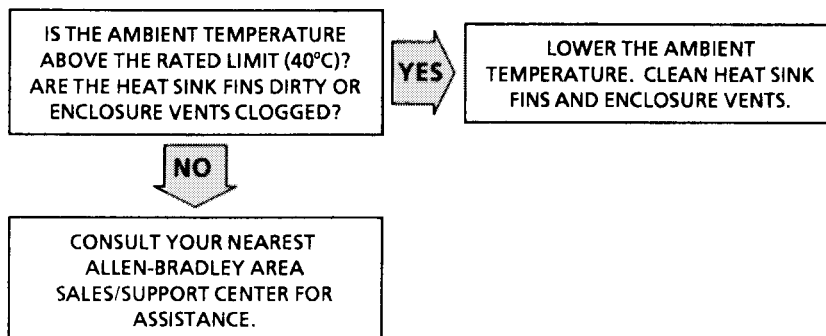 IS THE AMBIENT TEMPERATURE
ABOVE THE RATED LIMIT (40°C)?
ARE THE HEAT SINK FINS DIRTY OR
ENCLOSURE VENTS CLOGGED?
YES
LOWER THE AMBIENT
TEMPERATURE. CLEAN HEAT SINK
FINS AND ENCLOSURE VENTS.
NO
CONSULT YOUR NEAREST
ALLEN-BRADLEY AREA
SALES/SUPPORT CENTER FOR
ASSISTANCE.